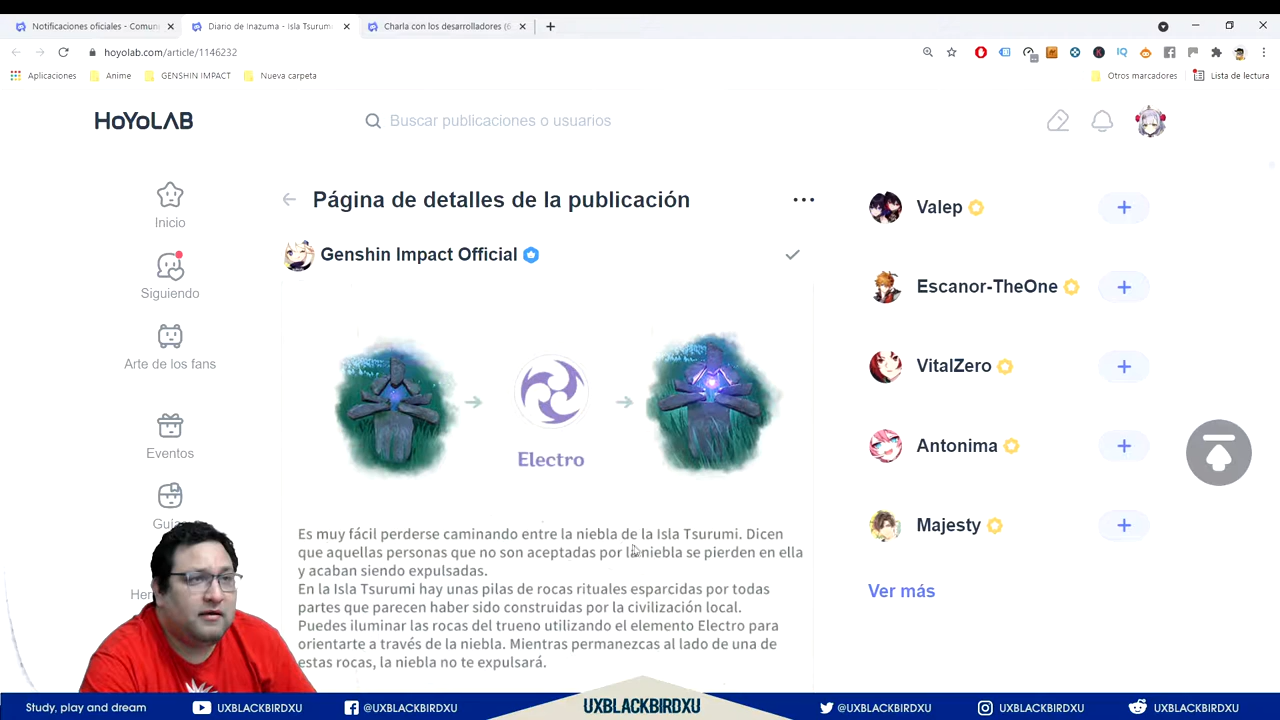 Notificaciones oficiales - Comun
Diario de Inazuma - Isla Tsurum
Charla con los desarrolladores (6
hoyolab.com/article/1146232
IQ
Aplicaciones
Anime
GENSHIN IMPACT
Nueva carpeta
Otros marcadores
Lista de lectura
HoYoLAB
Buscar publicaciones o usuarios
Inicio
Siguiendo
Arte de los fans
Eventos
Guía
Página de detalles de la publicación
Genshin Impact Official
Electro
Es muy fácil perderse caminando entre la niebla de la Isla Tsurumi. Dicen
que aquellas personas que no son aceptadas por la niebla se pierden en ella
y acaban siendo expulsadas.
En la Isla Tsurumi hay unas pilas de rocas rituales esparcidas por todas
partes que parecen haber sido construidas por la civilización local.
Puedes iluminar las rocas del trueno utilizando el elemento Electro para
orientarte a través de la niebla. Mientras permanezcas al lado de una de
estas rocas, la niebla no te expulsará.
Valep
Escanor-TheOne
VitalZero
Antonima
Majesty
Ver más
Study, play and dream
UXBLACKBIRDXU
@UXBLACKBIRDXU
UXBLACKBIRDXU
@UXBLACKBIRDXU
UXBLACKBIRDXU
UXBLACKBIRDXU